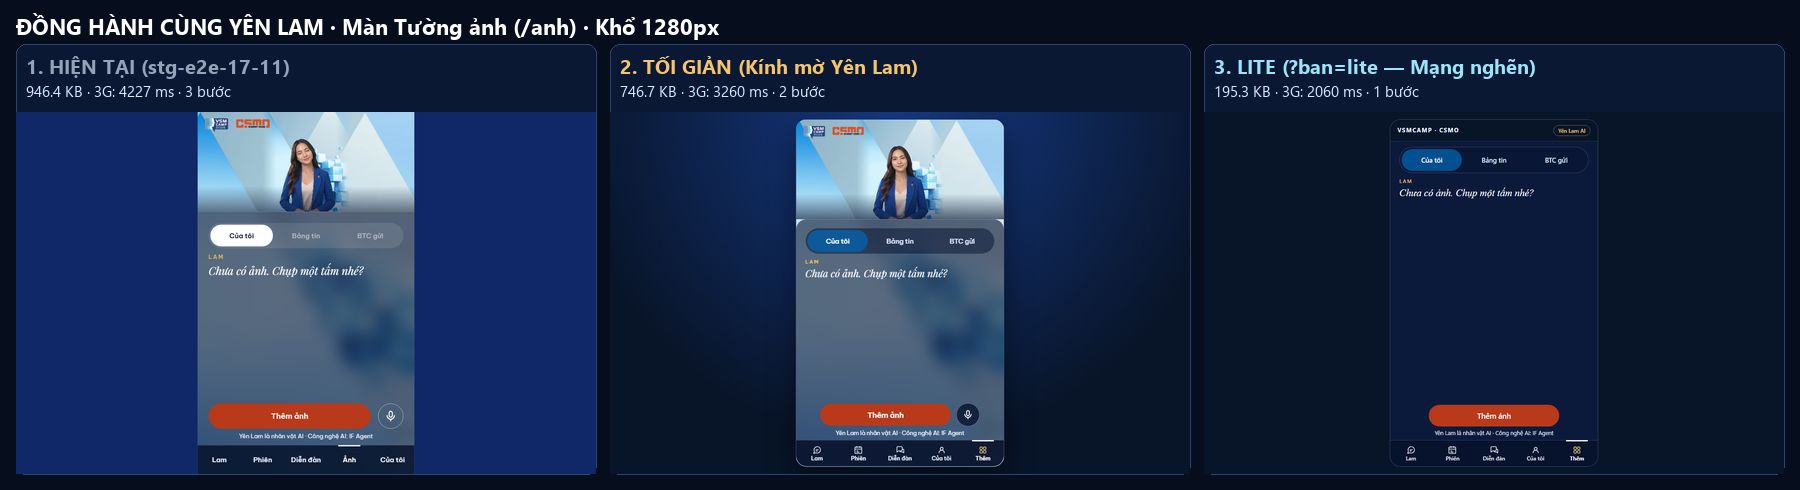 ĐỒNG HÀNH CÙNG YÊN LAM · Màn Tường ảnh (/anh) · Khổ 1280px
1. HIỆN TẠI (stg-e2e-17-11)
946.4 KB · 3G: 4227 ms · 3 bước
VSM CAMP CSMO
Của tôi Bảng tin BTC gửi
LAM
Chưa có ảnh. Chụp một tấm nhé?
Thêm ảnh
Yên Lam là nhân vật AI · Công nghệ AI: IF Agent
Lam Phiên Diễn đàn Ảnh Của tôi
2. TỐI GIẢN (Kính mờ Yên Lam)
746.7 KB · 3G: 3260 ms · 2 bước
VSM CAMP CSMO
Của tôi Bảng tin BTC gửi
LAM
Chưa có ảnh. Chụp một tấm nhé?
Thêm ảnh
Yên Lam là nhân vật AI · Công nghệ AI: IF Agent
Lam Phiên Diễn đàn Của tôi Thêm
3. LITE (?ban=lite — Mạng nghẽn)
195.3 KB · 3G: 2060 ms · 1 bước
VSMCAMP · CSMO Yên Lam AI
Của tôi Bảng tin BTC gửi
LAM
Chưa có ảnh. Chụp một tấm nhé?
Thêm ảnh
Yên Lam là nhân vật AI · Công nghệ AI: IF Agent
Lam Phiên Diễn đàn Của tôi Thêm